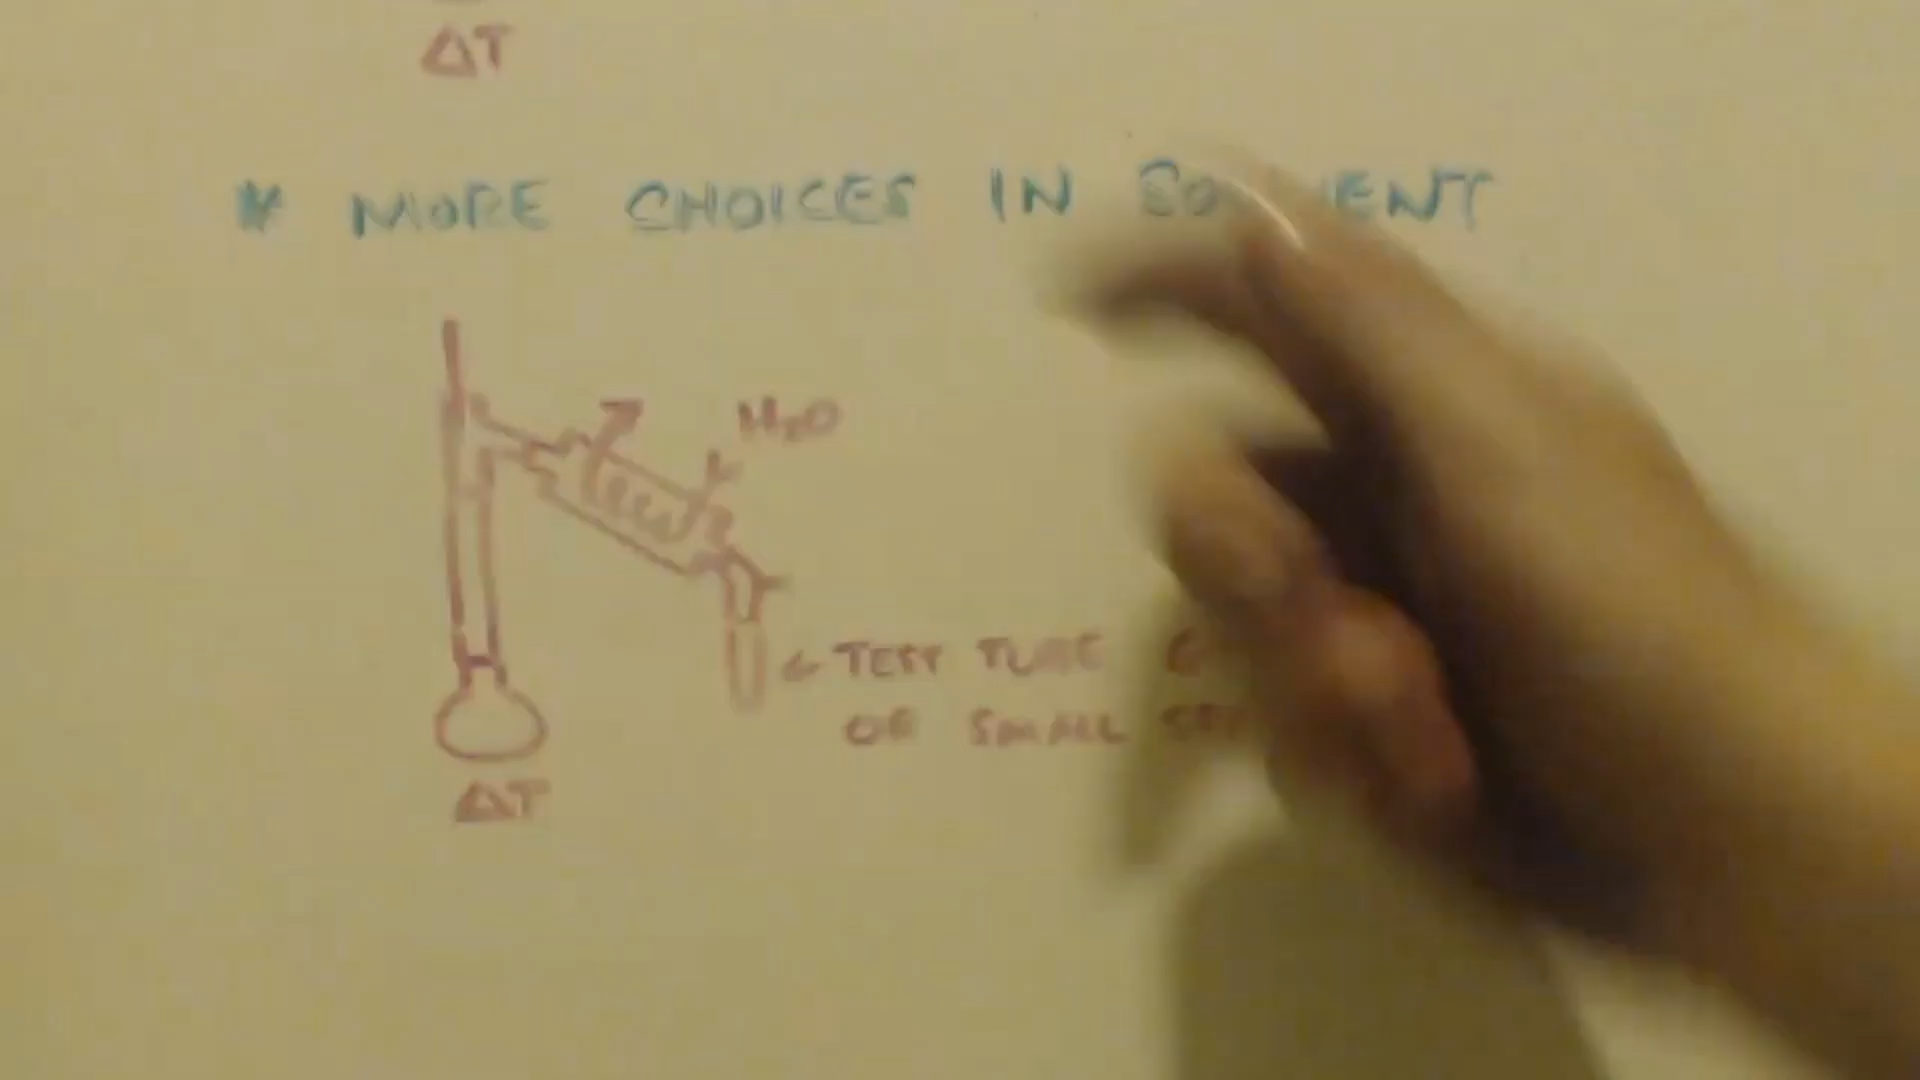 ΔT
* MORE CHOICES IN
H2O
← TEST TUBE
OF SMALL
ΔT